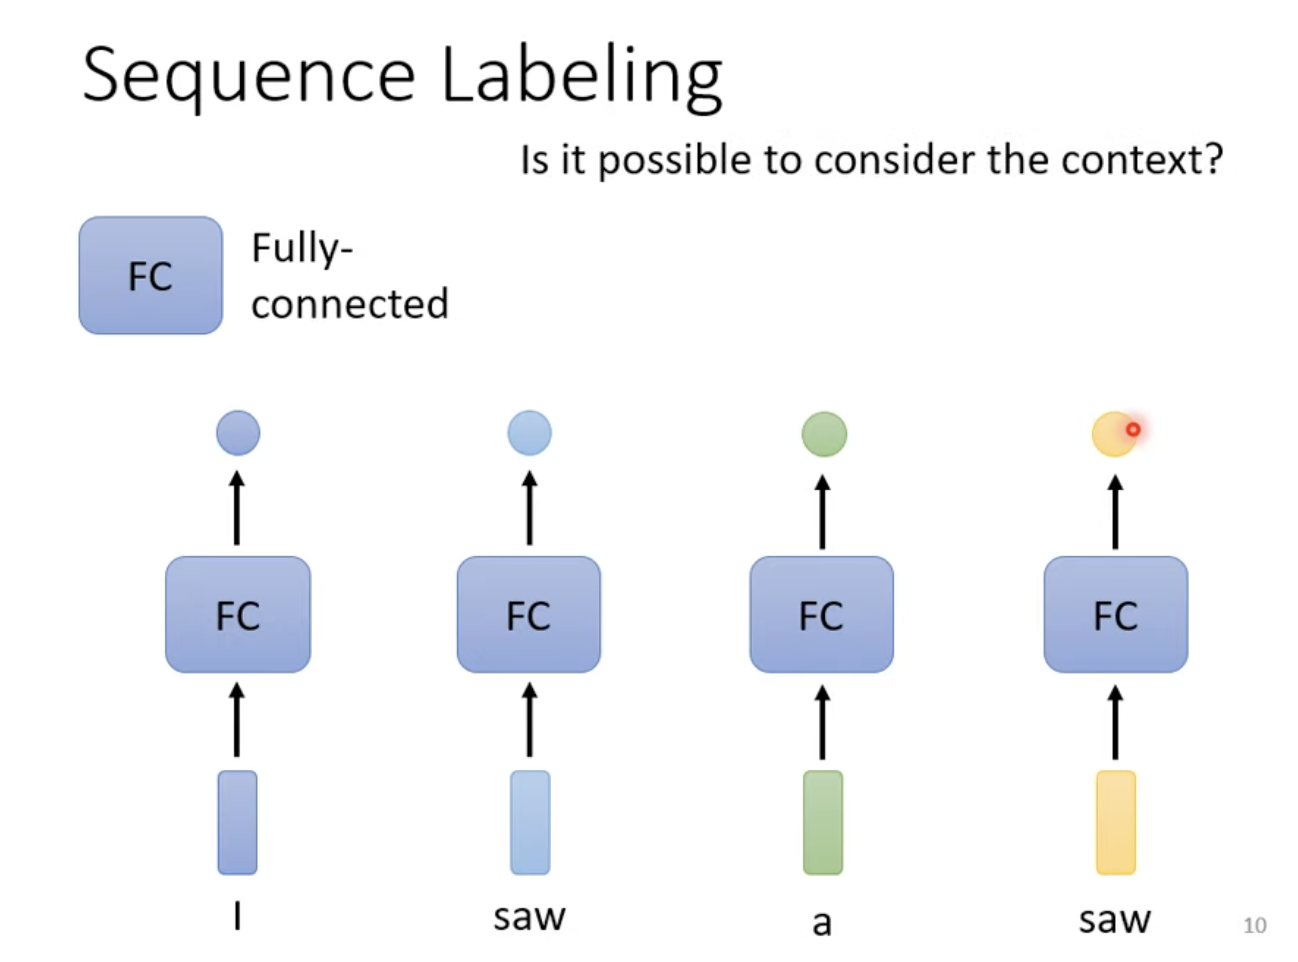 Sequence Labeling
Is it possible to consider the context?
FC
Fully-
connected
FC
FC
FC
FC
I
saw
a
saw
10